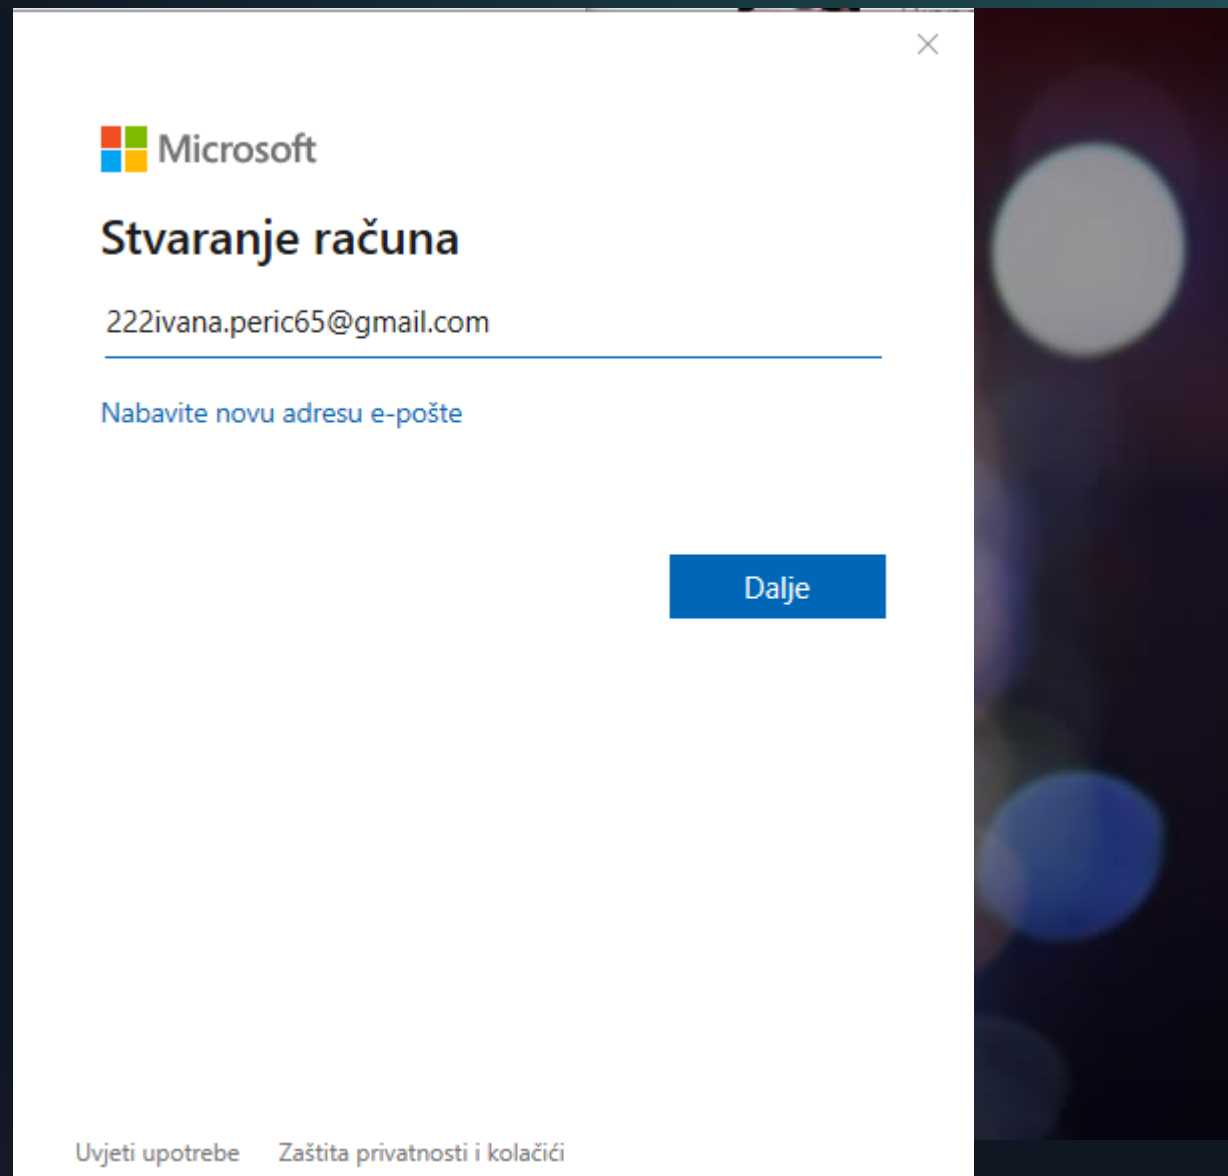 Microsoft
Stvaranje računa
222ivana.peric65@gmail.com
Nabavite novu adresu e-pošte
Dalje
Uvjeti upotrebe Zaštita privatnosti i kolačići